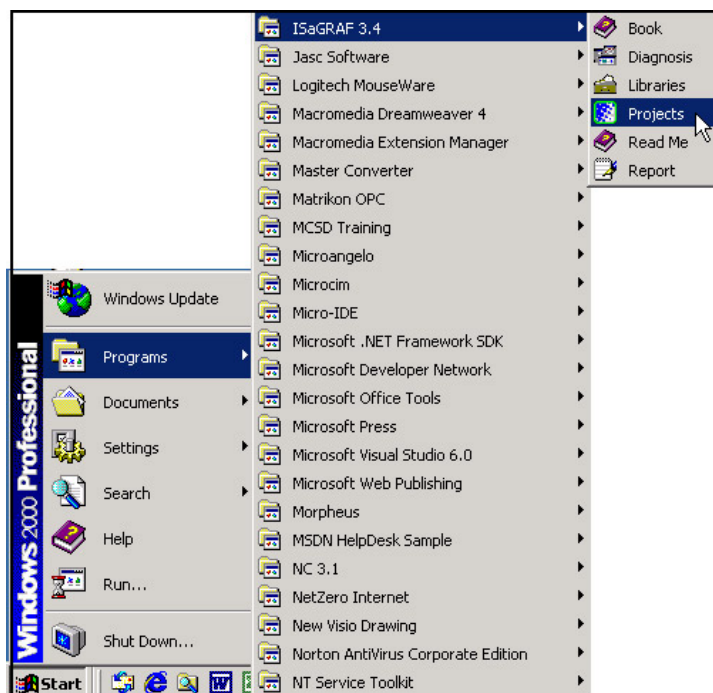 ISaGRAF 3.4
Jasc Software
Logitech MouseWare
Macromedia Dreamweaver 4
Macromedia Extension Manager
Master Converter
Matrikon OPC
MCSD Training
Microangelo
Microcim
Micro-IDE
Microsoft .NET Framework SDK
Microsoft Developer Network
Microsoft Office Tools
Microsoft Press
Microsoft Visual Studio 6.0
Microsoft Web Publishing
Morpheus
MSDN HelpDesk Sample
NC 3.1
NetZero Internet
New Visio Drawing
Norton AntiVirus Corporate Edition
NT Service Toolkit
Book
Diagnosis
Libraries
Projects
Read Me
Report
Windows Update
Programs
Documents
Settings
Search
Help
Run...
Shut Down...
Windows 2000 Professional
Start